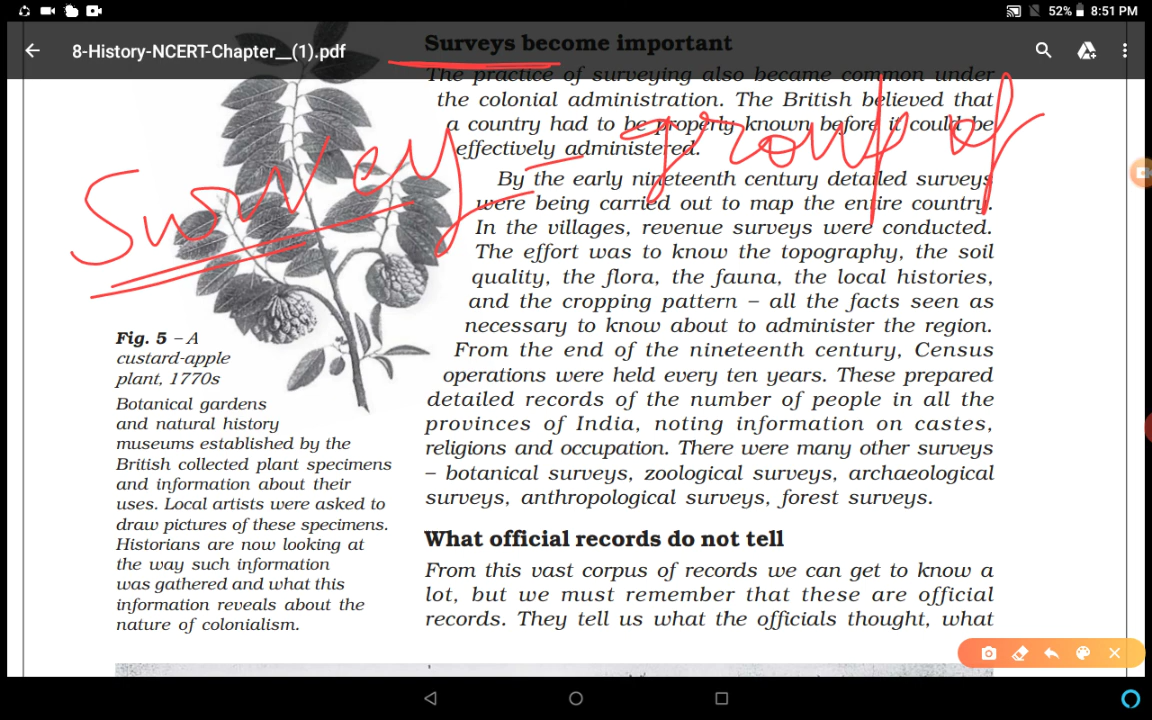 52% 8:51 PM
8-History-NCERT-Chapter__(1).pdf
Surveys become important
The practice of surveying also became common under
the colonial administration. The British believed that
a country had to be properly known before it could be
effectively administered.
By the early nineteenth century detailed surveys
were being carried out to map the entire country.
In the villages, revenue surveys were conducted.
The effort was to know the topography, the soil
quality, the flora, the fauna, the local histories,
and the cropping pattern – all the facts seen as
necessary to know about to administer the region.
From the end of the nineteenth century, Census
operations were held every ten years. These prepared
detailed records of the number of people in all the
provinces of India, noting information on castes,
religions and occupation. There were many other surveys
– botanical surveys, zoological surveys, archaeological
surveys, anthropological surveys, forest surveys.
Survey – group of
Fig. 5 – A
custard-apple
plant, 1770s
Botanical gardens
and natural history
museums established by the
British collected plant specimens
and information about their
uses. Local artists were asked to
draw pictures of these specimens.
Historians are now looking at
the way such information
was gathered and what this
information reveals about the
nature of colonialism.
What official records do not tell
From this vast corpus of records we can get to know a
lot, but we must remember that these are official
records. They tell us what the officials thought, what